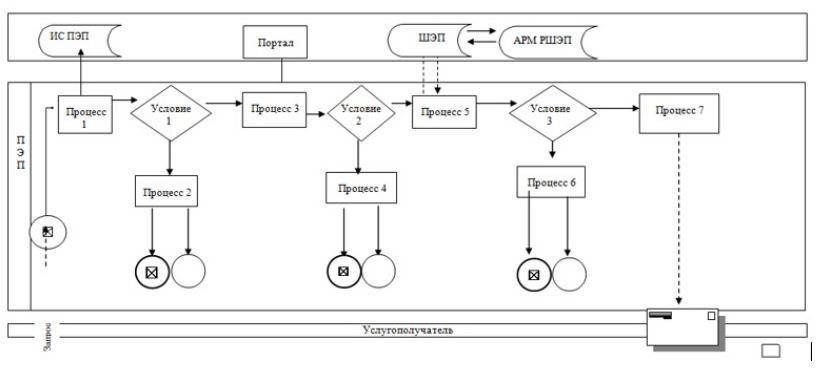 ИС ПЭП
Портал
ШЭП
АРМ РШЭП
ПЭП
Процесс
1
Условие
1
Процесс 3
Условие
2
Процесс 5
Условие
3
Процесс 7
Процесс 2
Процесс 4
Процесс 6
Запрос
Услугополучатель